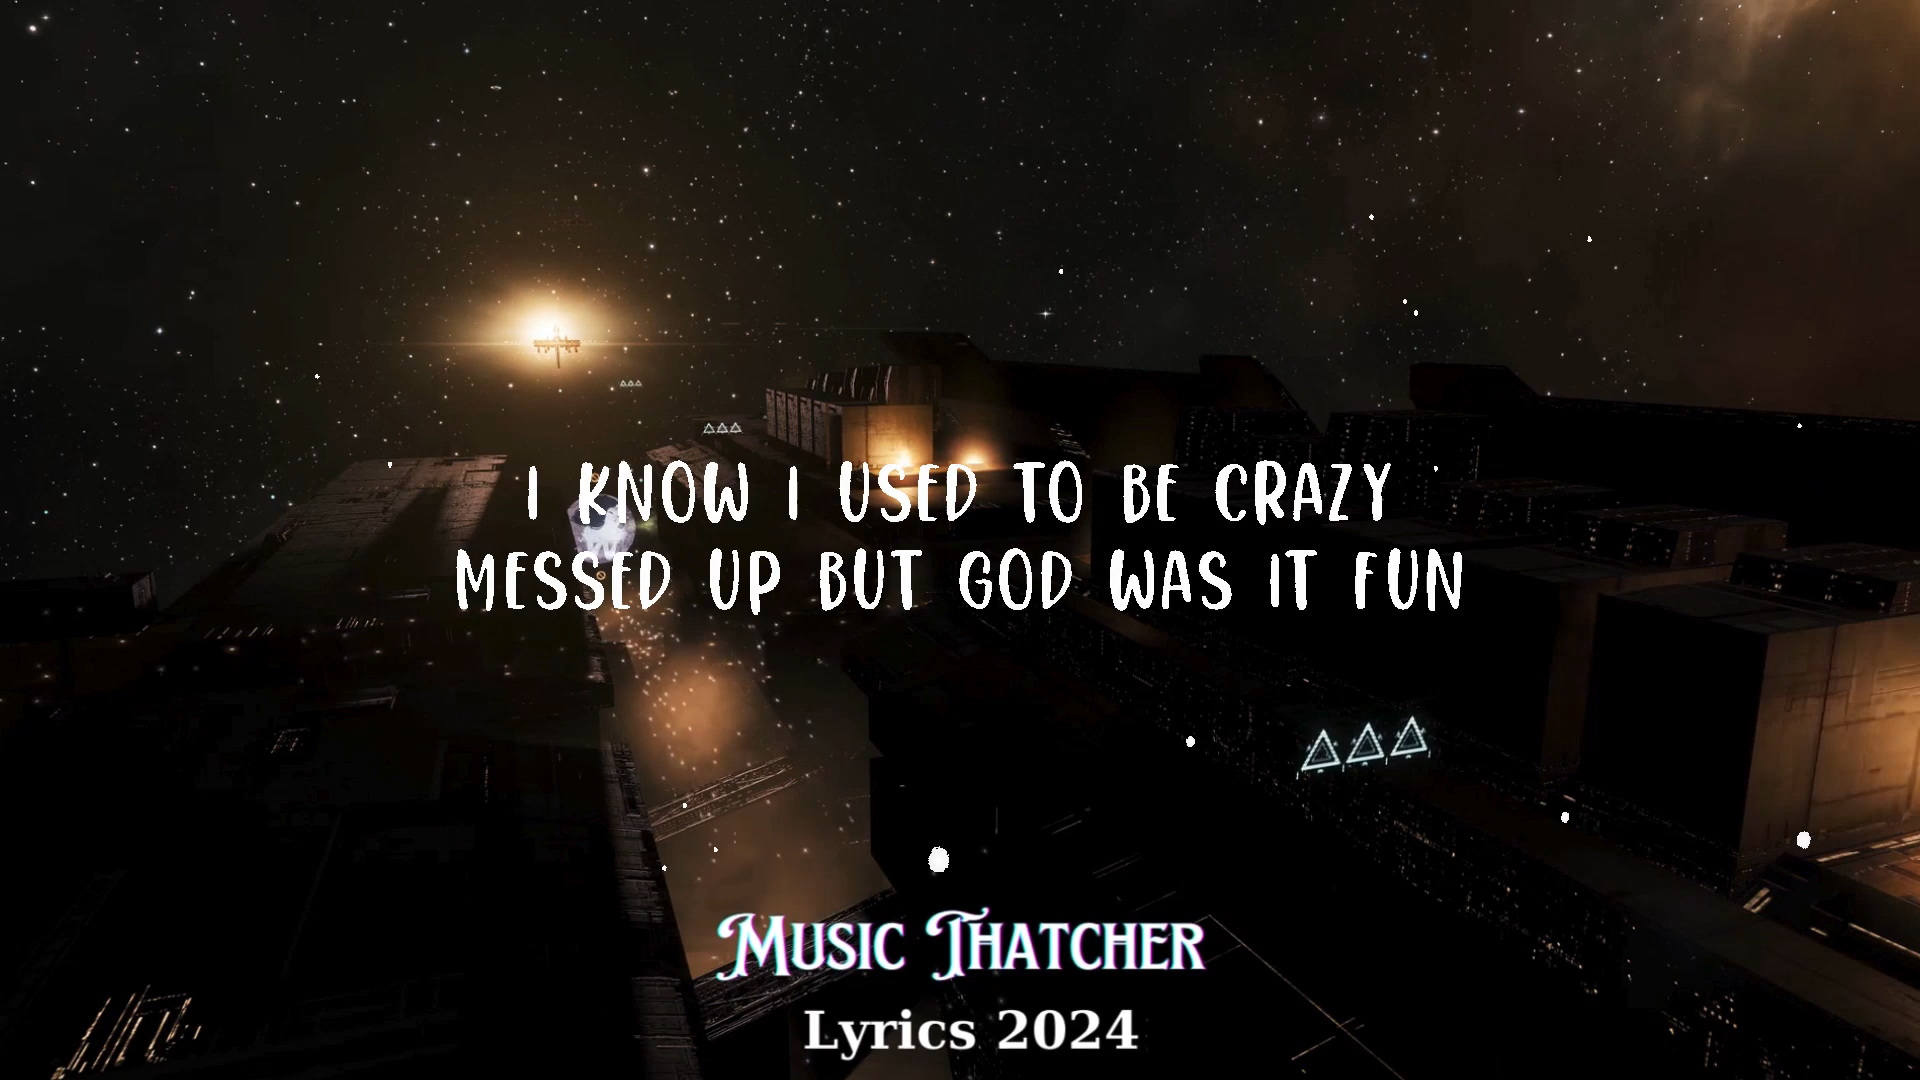 I KNOW I USED TO BE CRAZY
MESSED UP BUT GOD WAS IT FUN
MUSIC THATCHER
Lyrics 2024